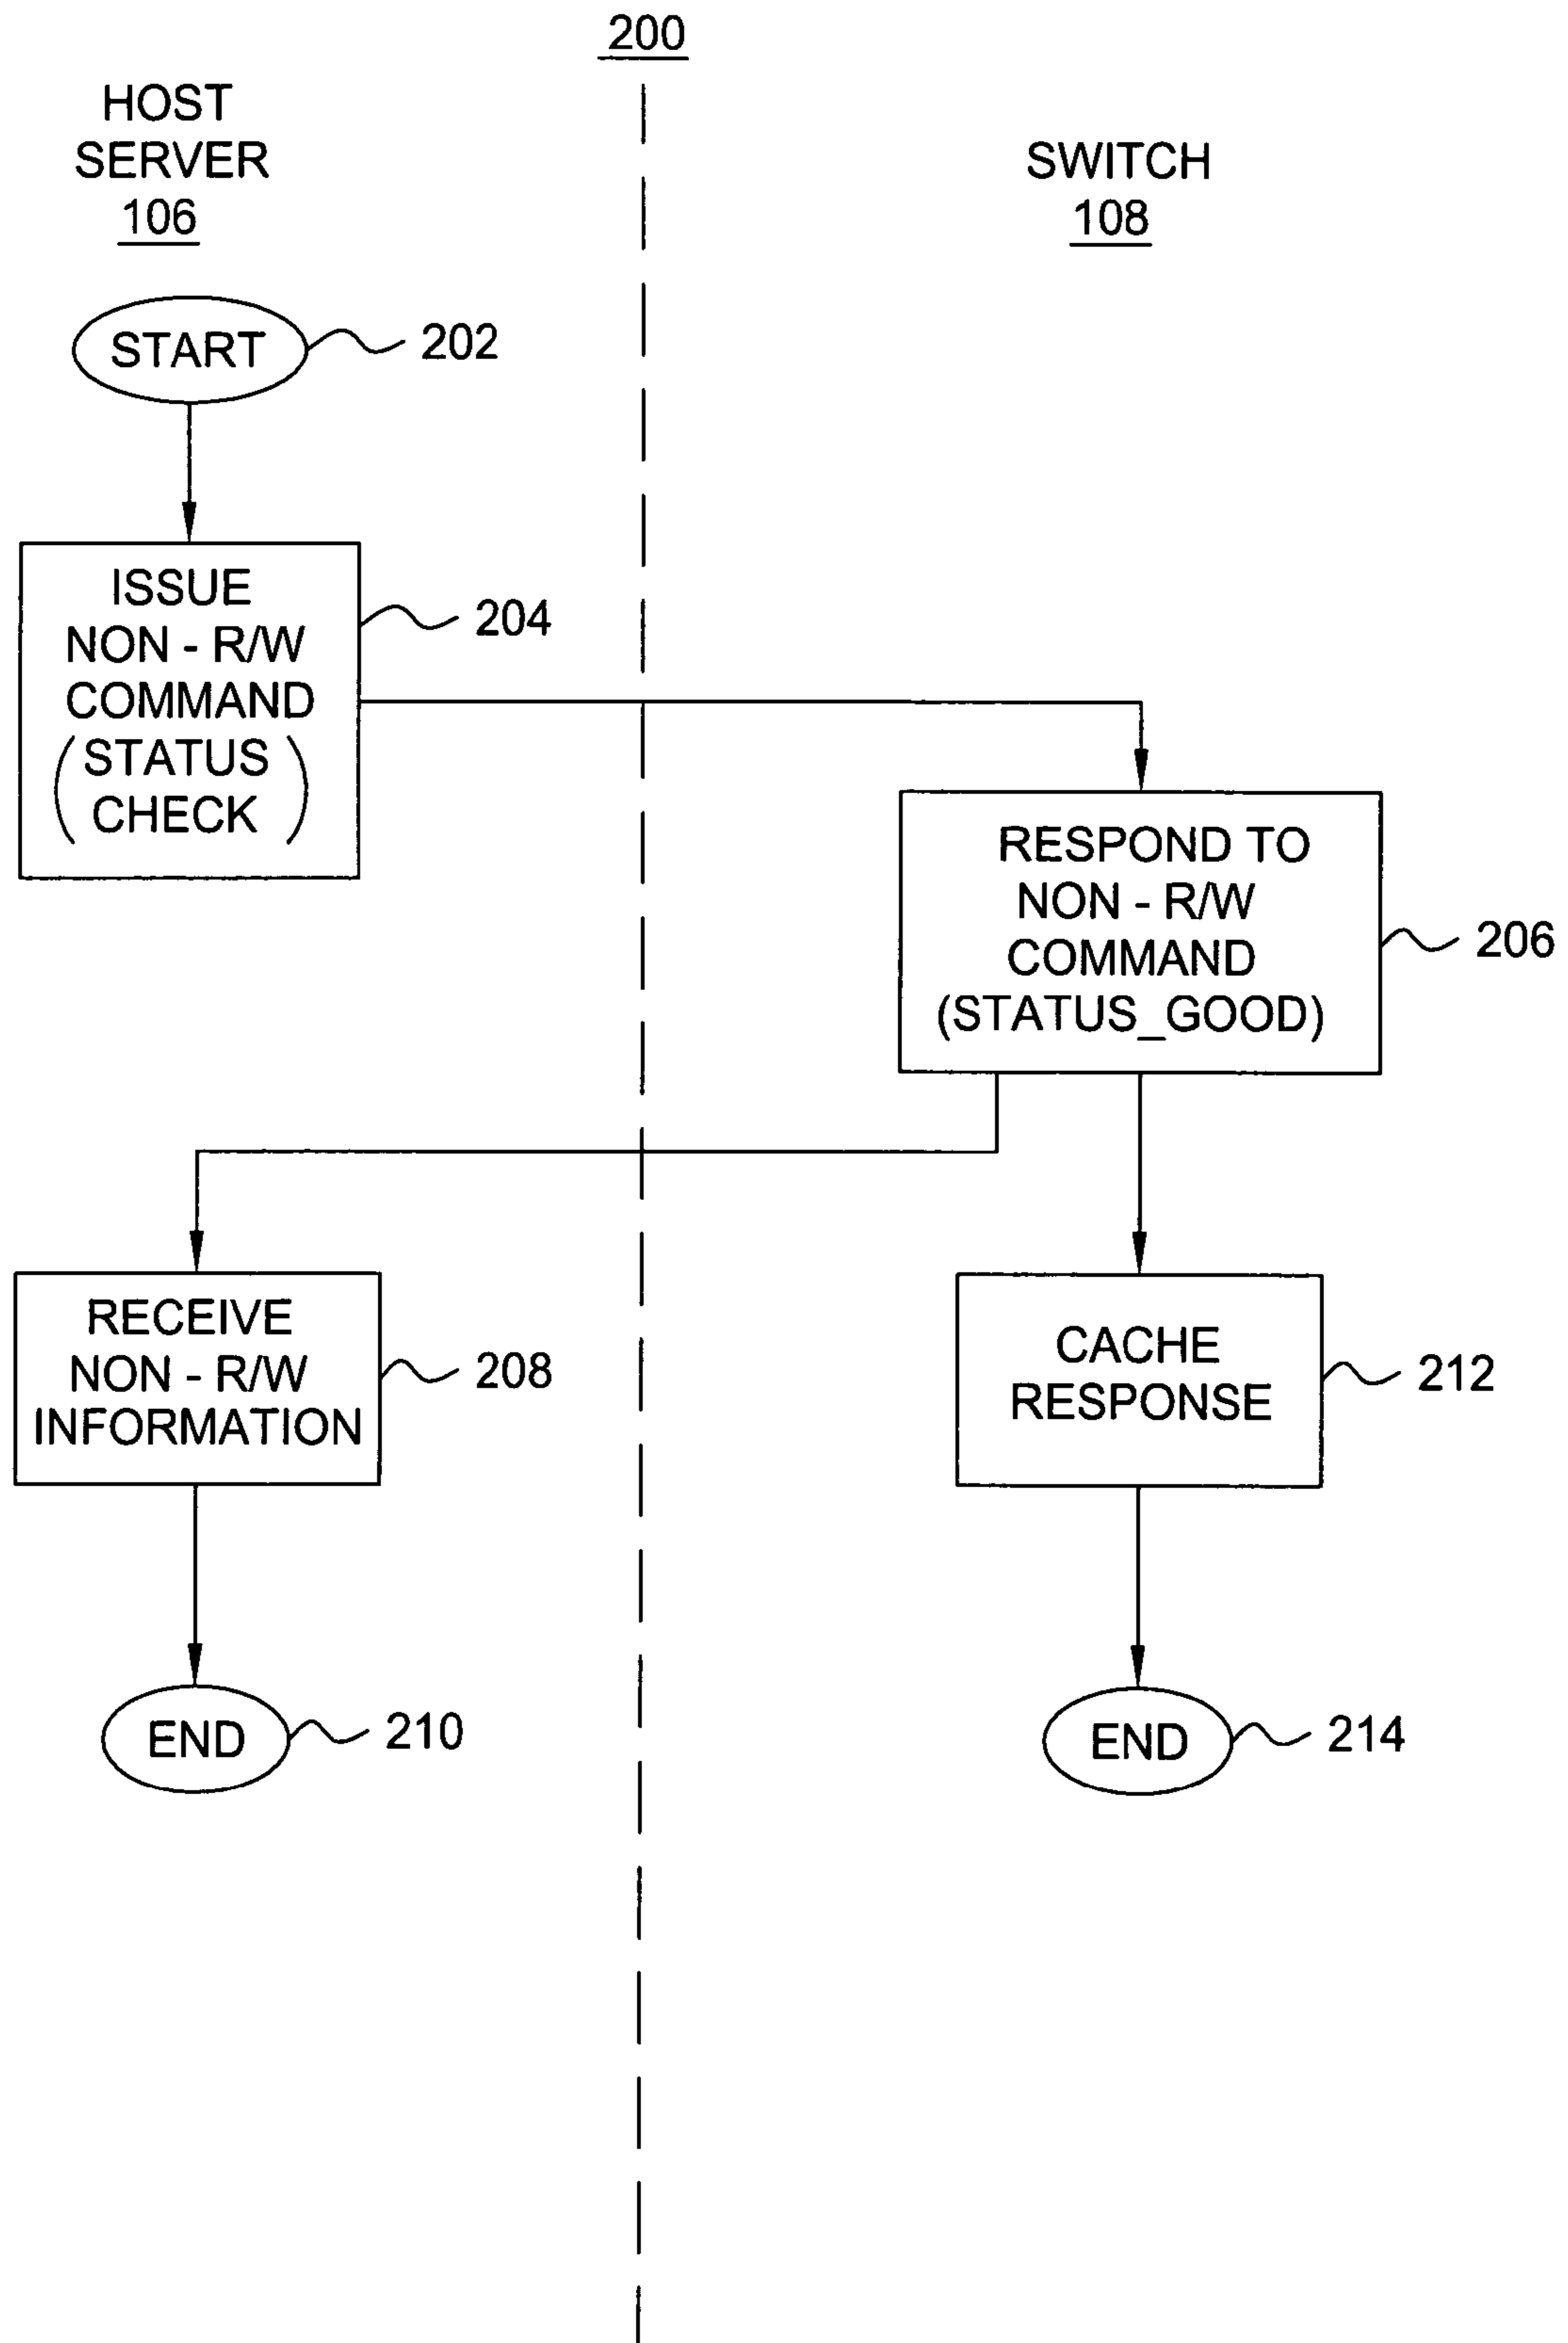 200
HOST
SERVER
106
SWITCH
108
START
202
ISSUE
NON - R/W
COMMAND
(STATUS
CHECK)
204
RESPOND TO
NON - R/W
COMMAND
(STATUS_GOOD)
206
RECEIVE
NON - R/W
INFORMATION
208
CACHE
RESPONSE
212
END
210
END
214